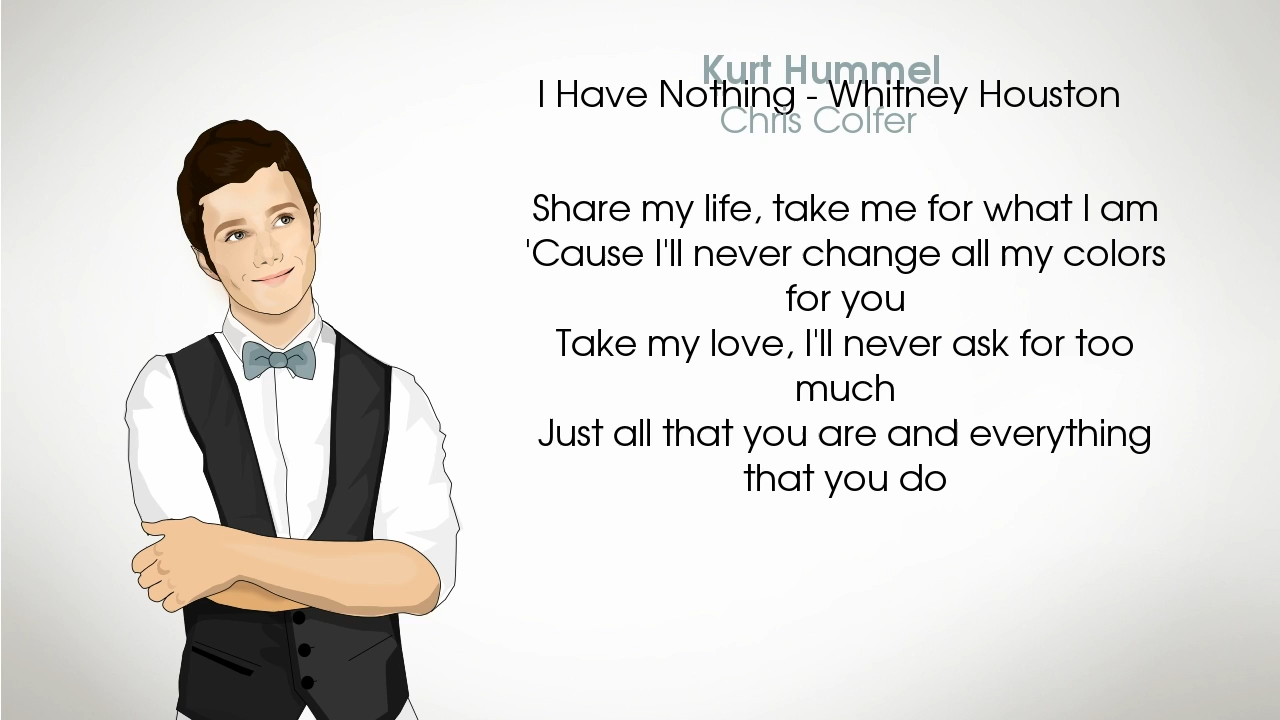 Kurt Hummel
I Have Nothing - Whitney Houston
Chris Colfer
Share my life, take me for what I am
'Cause I'll never change all my colors
for you
Take my love, I'll never ask for too
much
Just all that you are and everything
that you do